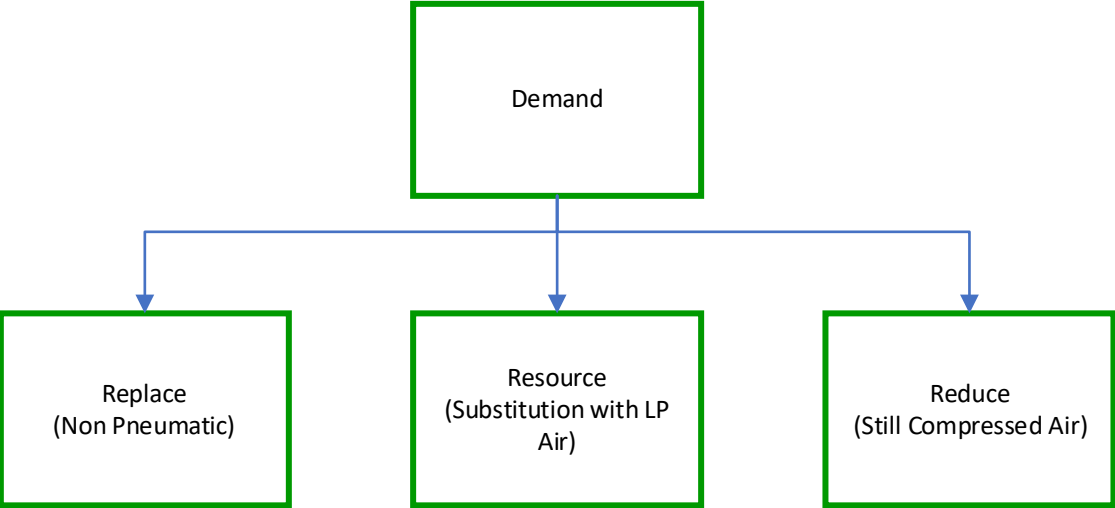 Demand
Replace
(Non Pneumatic)
Resource
(Substitution with LP
Air)
Reduce
(Still Compressed Air)